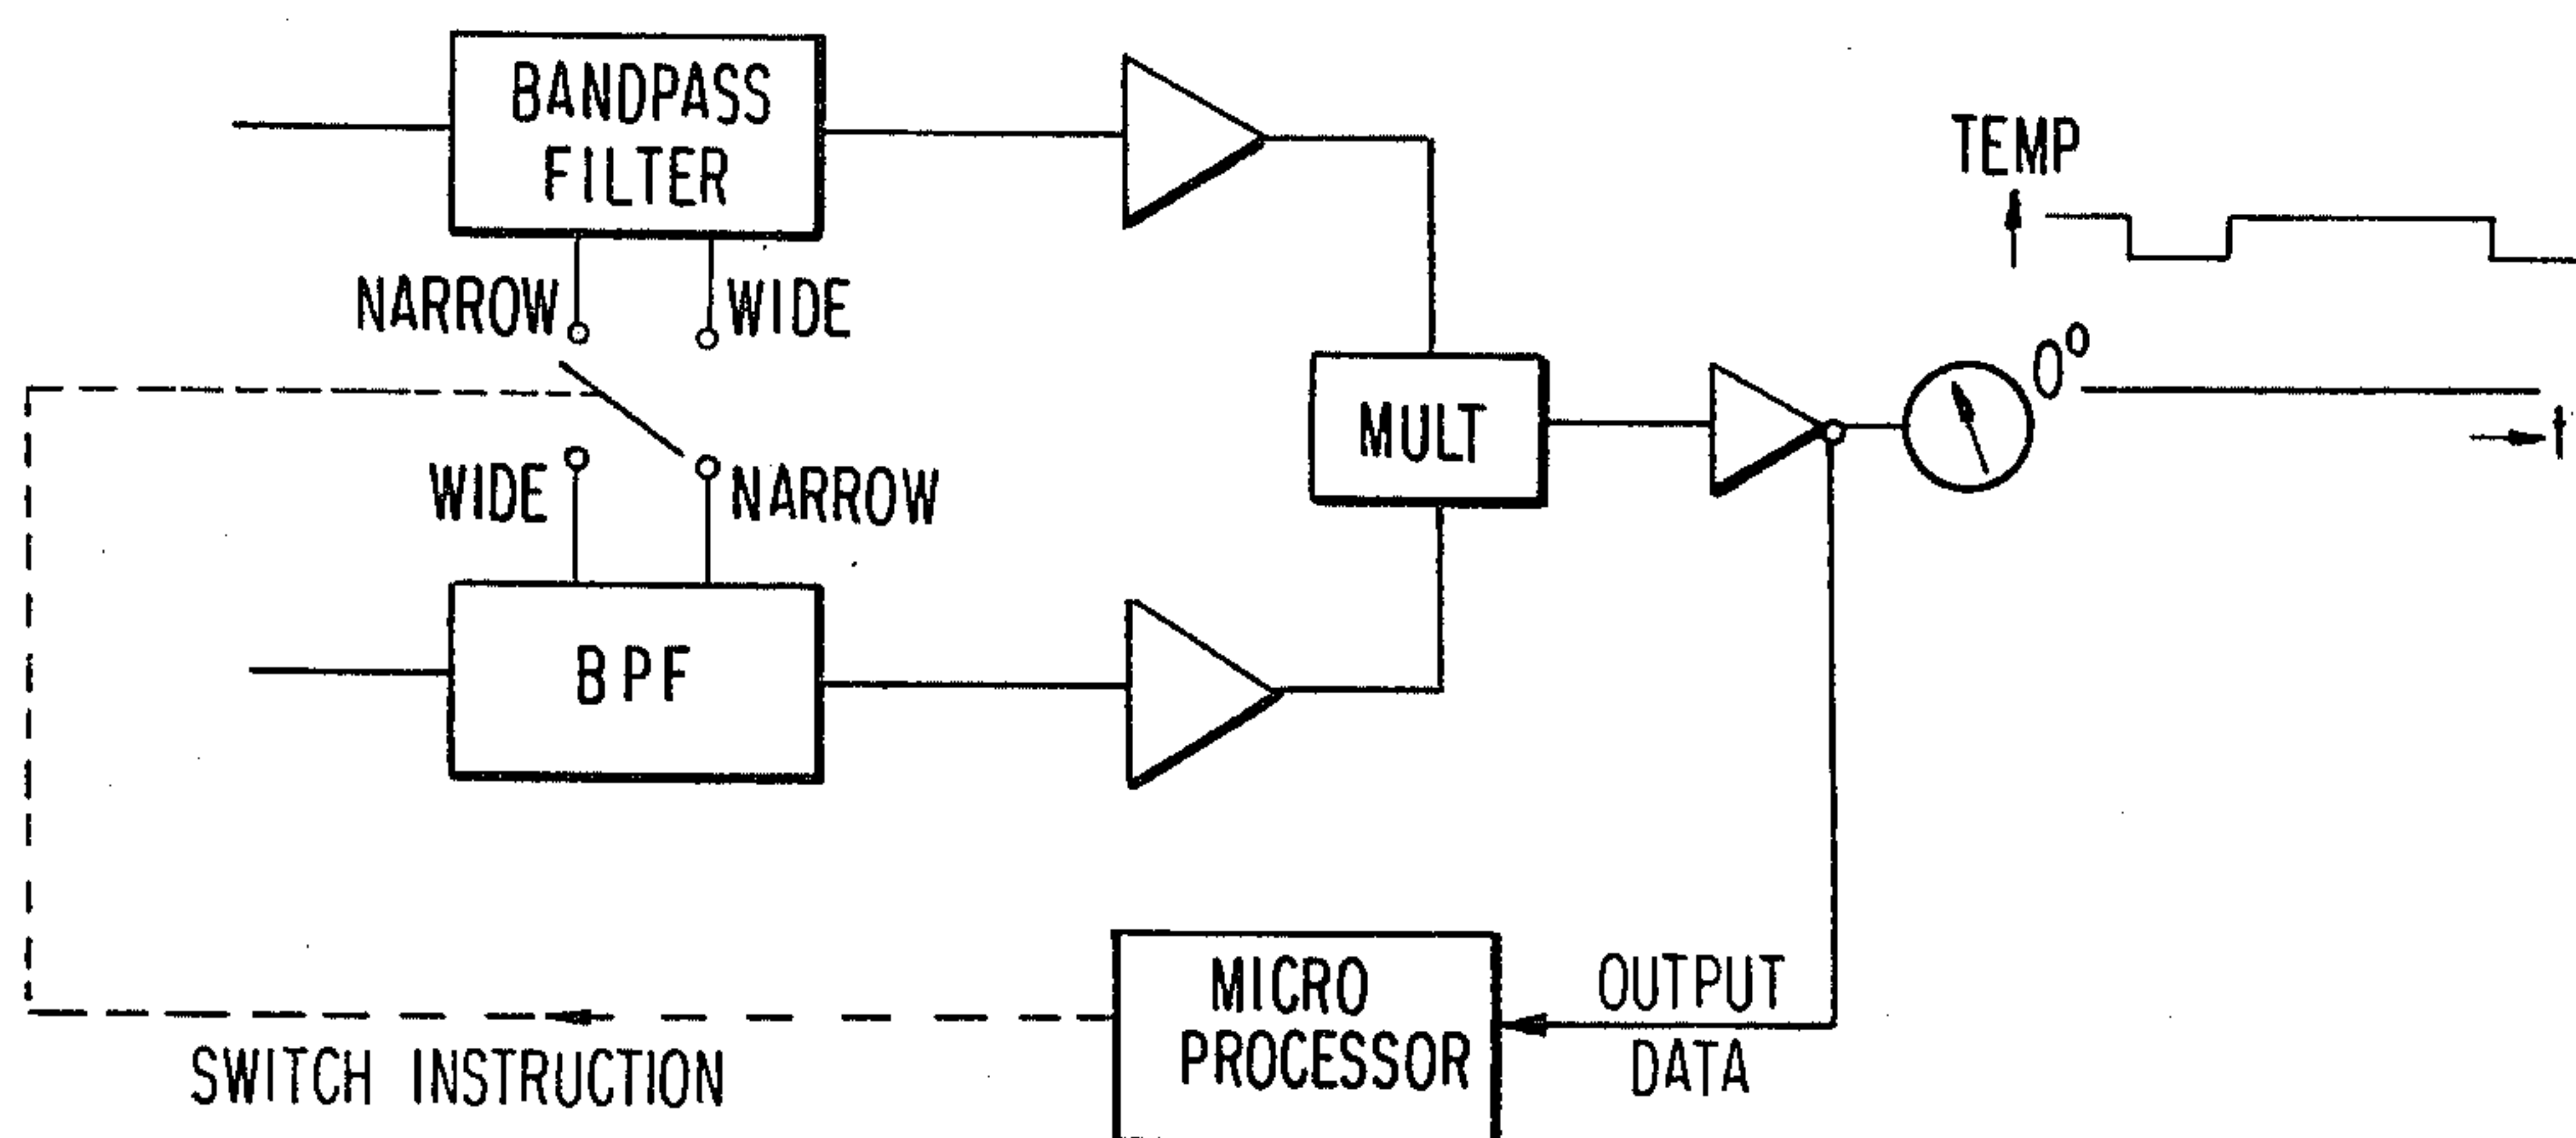 BANDPASS
FILTER
NARROW
WIDE
WIDE
NARROW
BPF
MULT
TEMP
0°
t
MICRO
PROCESSOR
OUTPUT
DATA
SWITCH INSTRUCTION